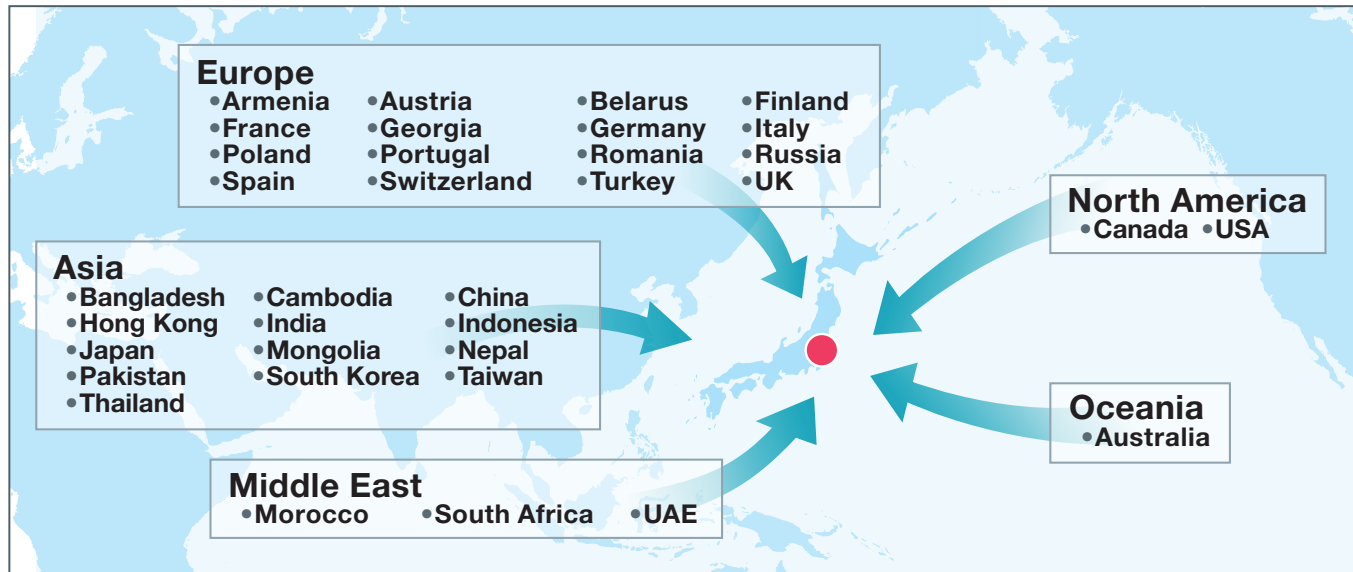 Europe
•Armenia •Austria •Belarus •Finland
•France •Georgia •Germany •Italy
•Poland •Portugal •Romania •Russia
•Spain •Switzerland •Turkey •UK
North America
•Canada •USA
Asia
•Bangladesh •Cambodia •China
•Hong Kong •India •Indonesia
•Japan •Mongolia •Nepal
•Pakistan •South Korea •Taiwan
•Thailand
Oceania
•Australia
Middle East
•Morocco •South Africa •UAE